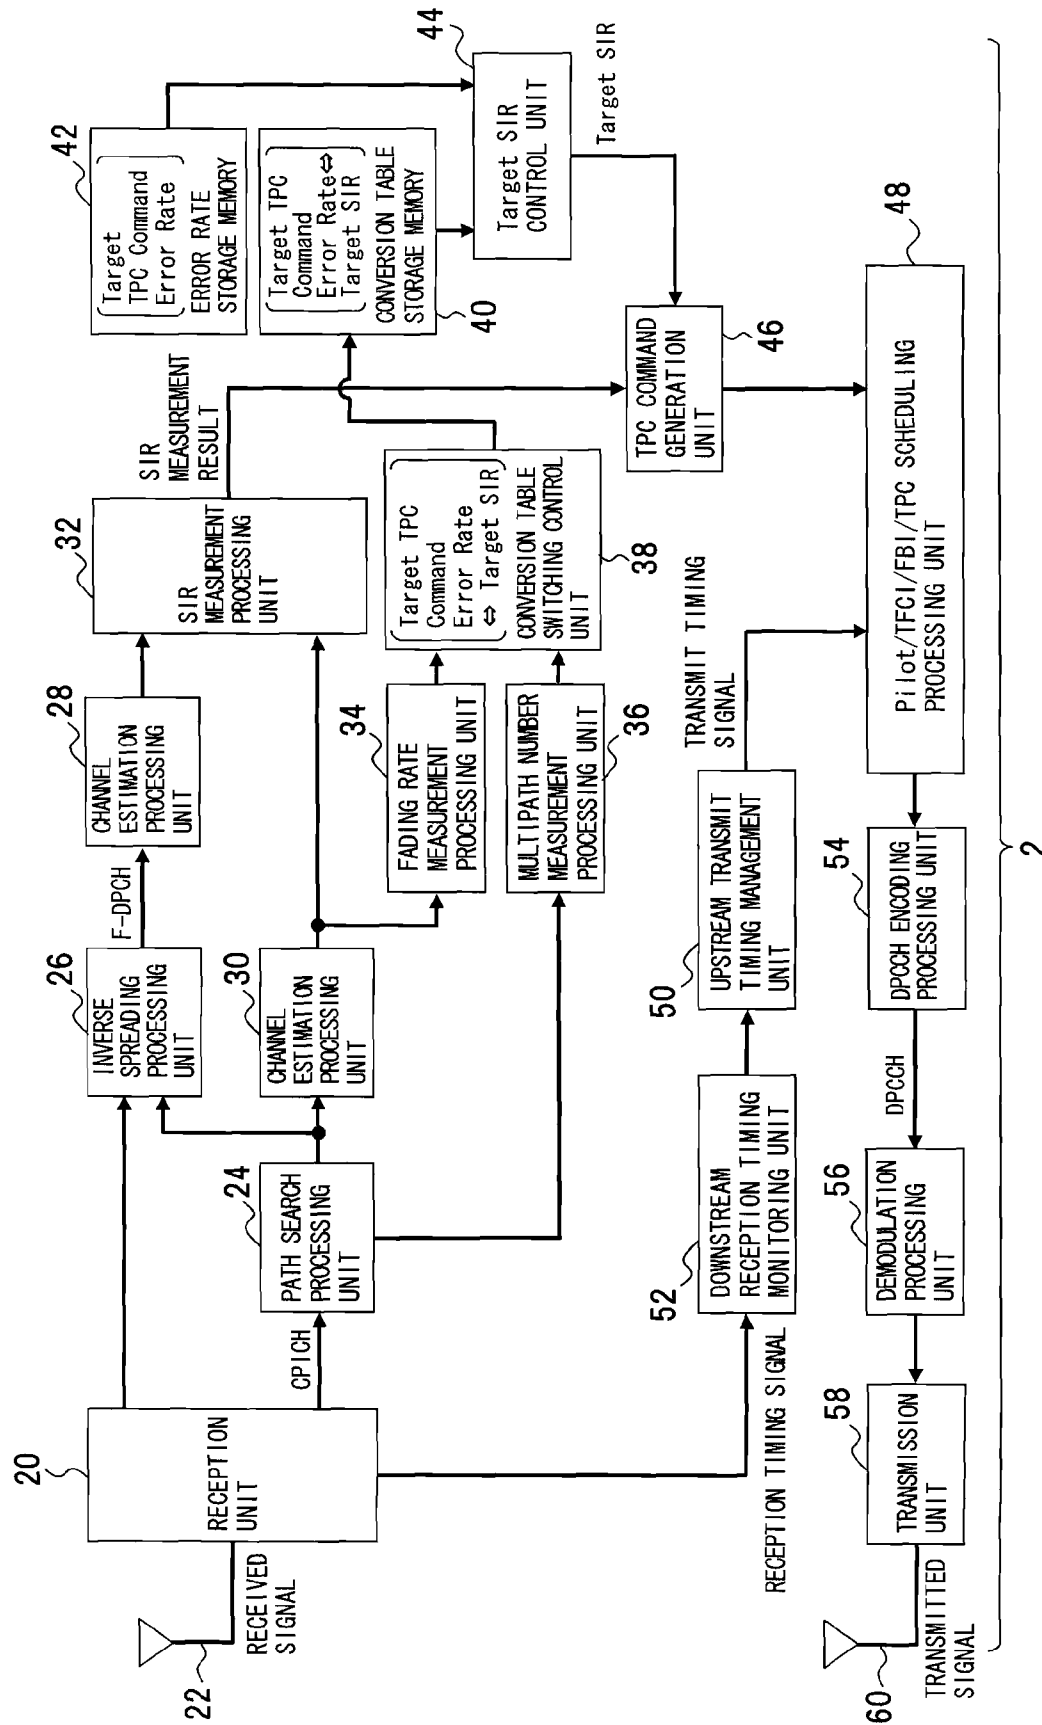 22
RECEIVED
SIGNAL
20
RECEPTION
UNIT
CPICH
24
PATH SEARCH
PROCESSING
UNIT
26
INVERSE
SPREADING
PROCESSING
UNIT
F-DPCH
28
CHANNEL
ESTIMATION
PROCESSING
UNIT
30
CHANNEL
ESTIMATION
PROCESSING
UNIT
32
SIR
MEASUREMENT
PROCESSING
UNIT
SIR
MEASUREMENT
RESULT
34
FADING RATE
MEASUREMENT
PROCESSING UNIT
36
MULTIPATH NUMBER
MEASUREMENT
PROCESSING UNIT
38
Target TPC
Command
Error Rate
⇔ Target SIR
CONVERSION TABLE
SWITCHING CONTROL
UNIT
42
Target
TPC Command
Error Rate
ERROR RATE
STORAGE MEMORY
40
Target TPC
Command
Error Rate⇔
Target SIR
CONVERSION TABLE
STORAGE MEMORY
44
Target SIR
CONTROL UNIT
Target SIR
46
TPC COMMAND
GENERATION
UNIT
RECEPTION TIMING SIGNAL
52
DOWNSTREAM
RECEPTION TIMING
MONITORING UNIT
50
UPSTREAM TRANSMIT
TIMING MANAGEMENT
UNIT
TRANSMIT TIMING
SIGNAL
48
Pilot/TFCI/FBI/TPC SCHEDULING
PROCESSING UNIT
54
DPCCH ENCODING
PROCESSING UNIT
DPCCH
56
DEMODULATION
PROCESSING
UNIT
58
TRANSMISSION
UNIT
60
TRANSMITTED
SIGNAL
2